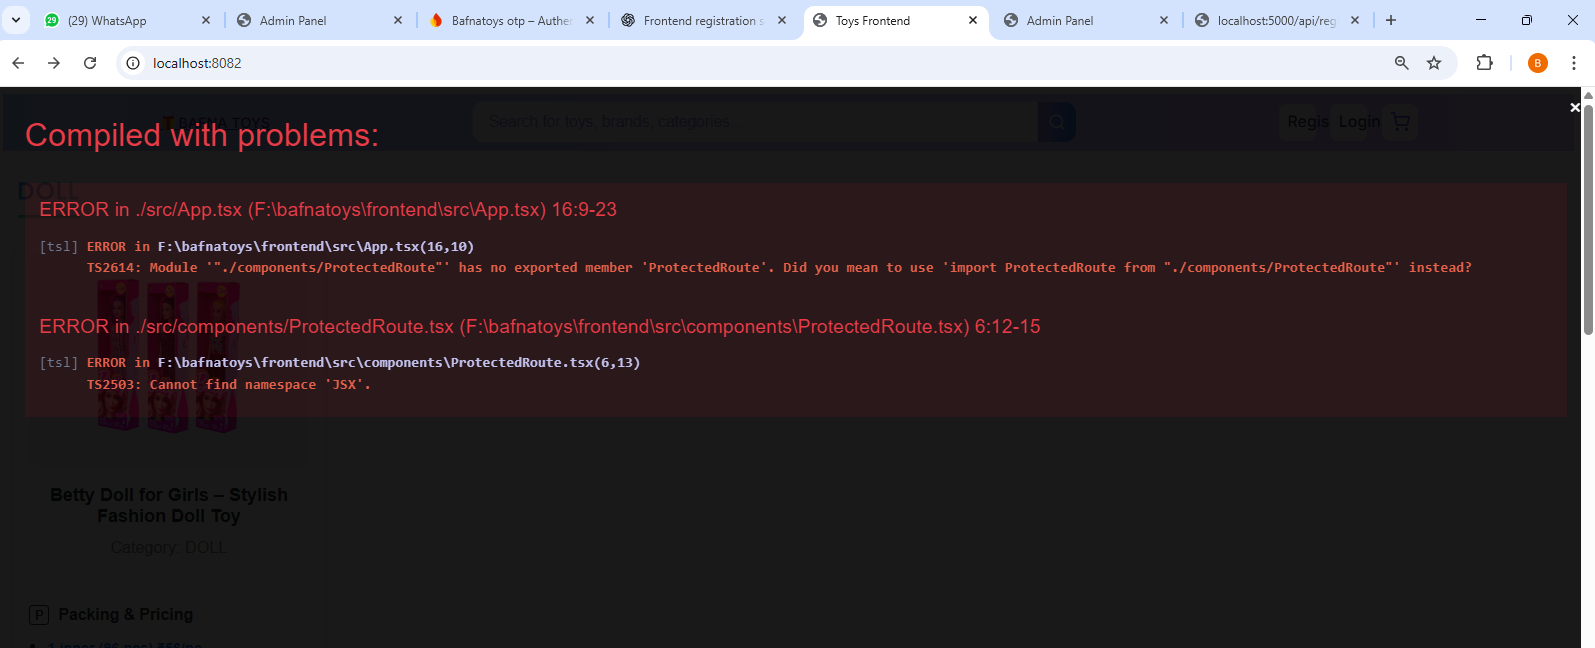 (29) WhatsApp
Admin Panel
Bafnatoys otp – Authe
Frontend registration s
Toys Frontend
Admin Panel
localhost:5000/api/reg
localhost:8082
B
BAFNA TOYS
Search for toys, brands, categories...
Regis
Login
Compiled with problems:
DOLL
ERROR in ./src/App.tsx (F:\bafnatoys\frontend\src\App.tsx) 16:9-23
[tsl] ERROR in F:\bafnatoys\frontend\src\App.tsx(16,10)
TS2614: Module '"./components/ProtectedRoute"' has no exported member 'ProtectedRoute'. Did you mean to use 'import ProtectedRoute from "./components/ProtectedRoute"' instead?
ERROR in ./src/components/ProtectedRoute.tsx (F:\bafnatoys\frontend\src\components\ProtectedRoute.tsx) 6:12-15
[tsl] ERROR in F:\bafnatoys\frontend\src\components\ProtectedRoute.tsx(6,13)
TS2503: Cannot find namespace 'JSX'.
Betty Doll for Girls – Stylish
Fashion Doll Toy
Category: DOLL
P Packing & Pricing